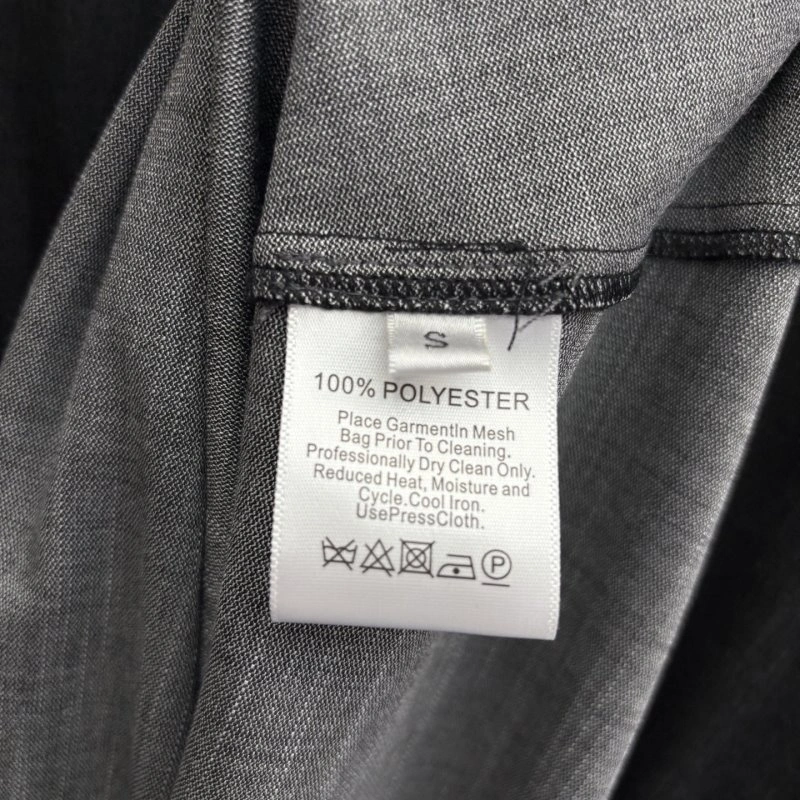 S
100% POLYESTER
Place GarmentIn Mesh
Bag Prior To Cleaning.
Professionally Dry Clean Only.
Reduced Heat, Moisture and
Cycle.Cool Iron.
UsePressCloth.
P